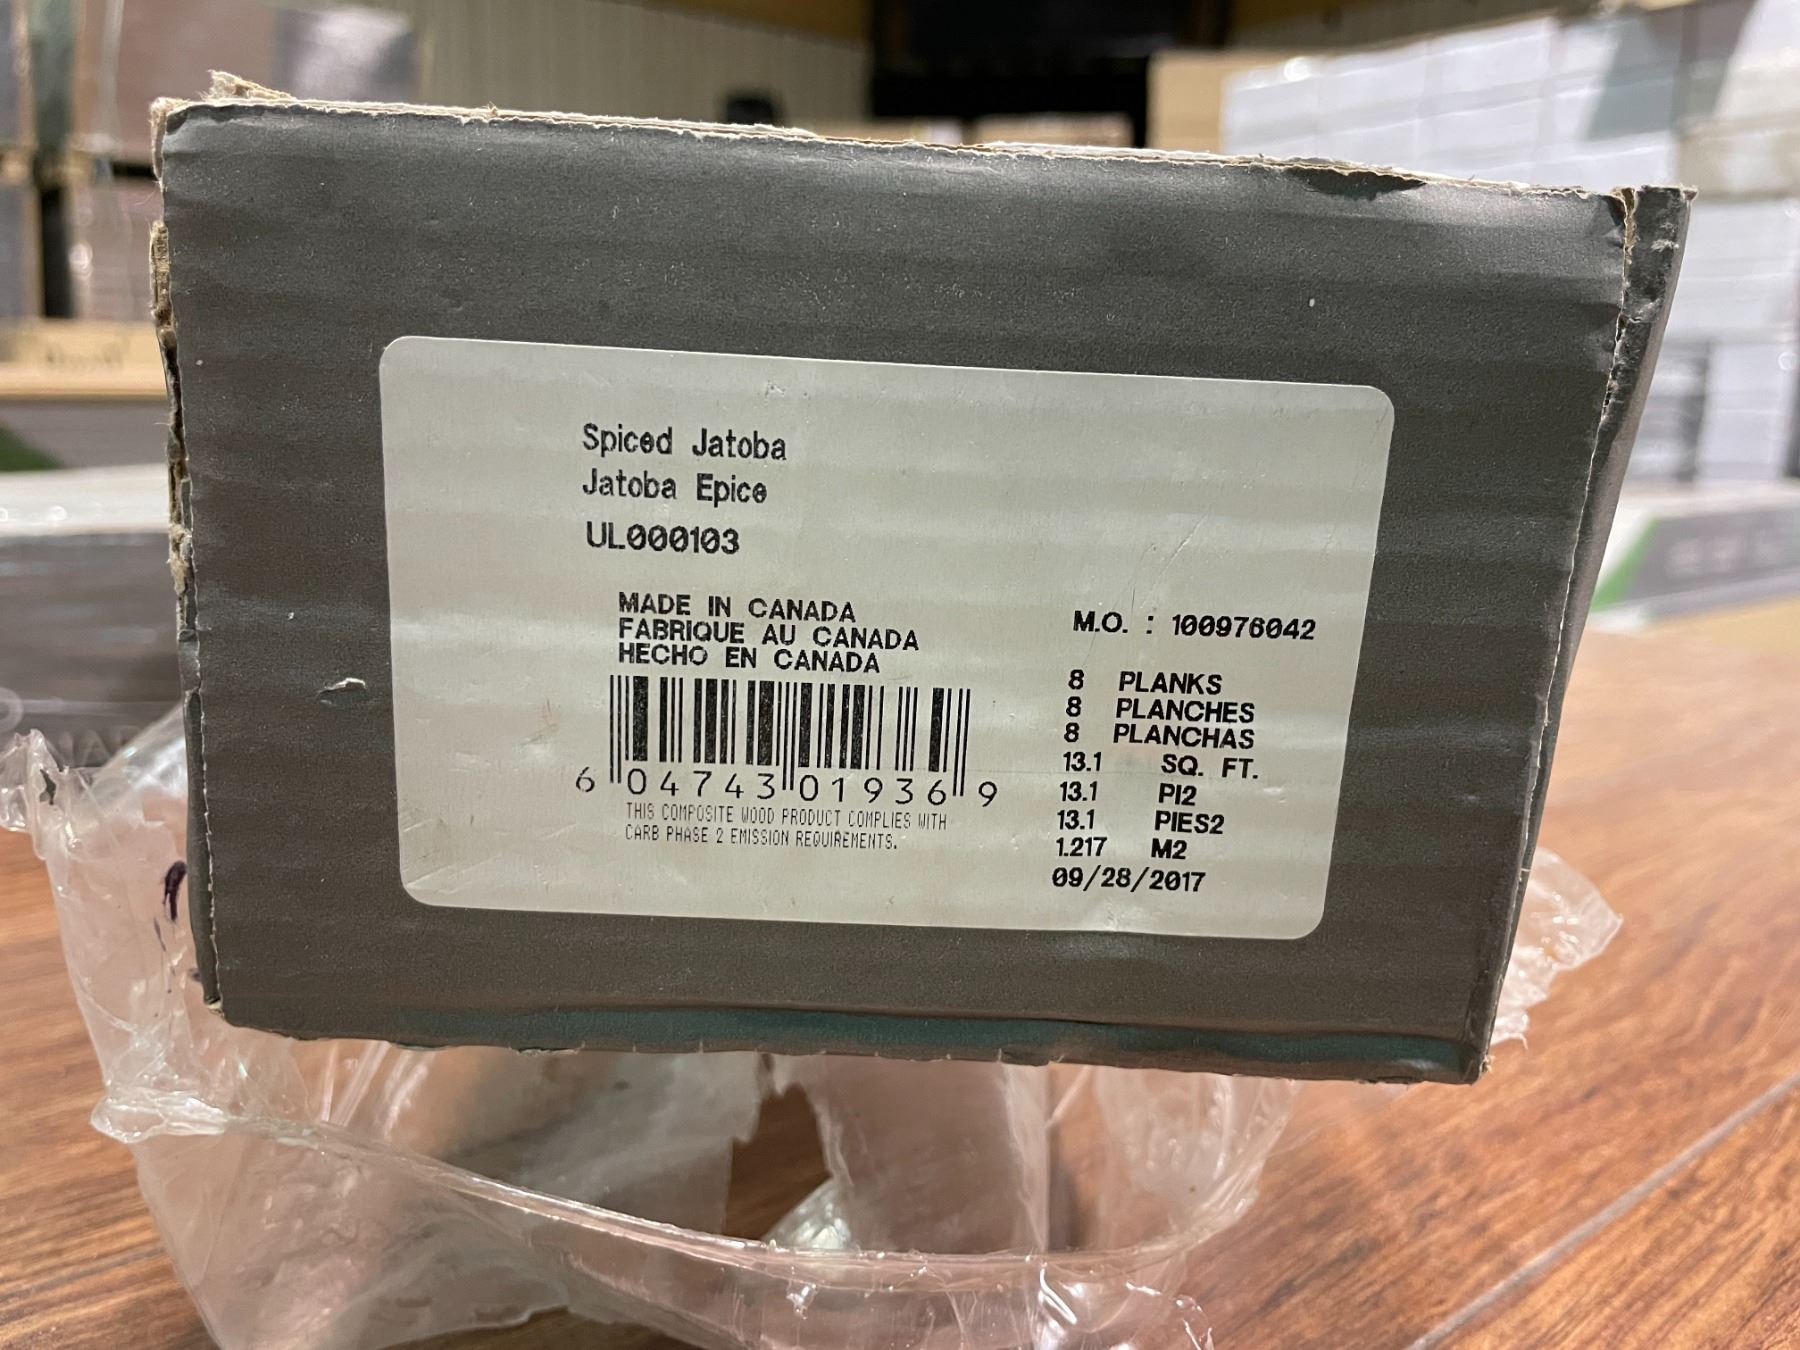 Spiced Jatoba
Jatoba Epice
UL000103
MADE IN CANADA
FABRIQUE AU CANADA
HECHO EN CANADA
6 04743 01936 9
THIS COMPOSITE WOOD PRODUCT COMPLIES WITH
CARB PHASE 2 EMISSION REQUIREMENTS.
M.O. : 100976042
8 PLANKS
8 PLANCHES
8 PLANCHAS
13.1 SQ. FT.
13.1 PI2
13.1 PIES2
1.217 M2
09/28/2017